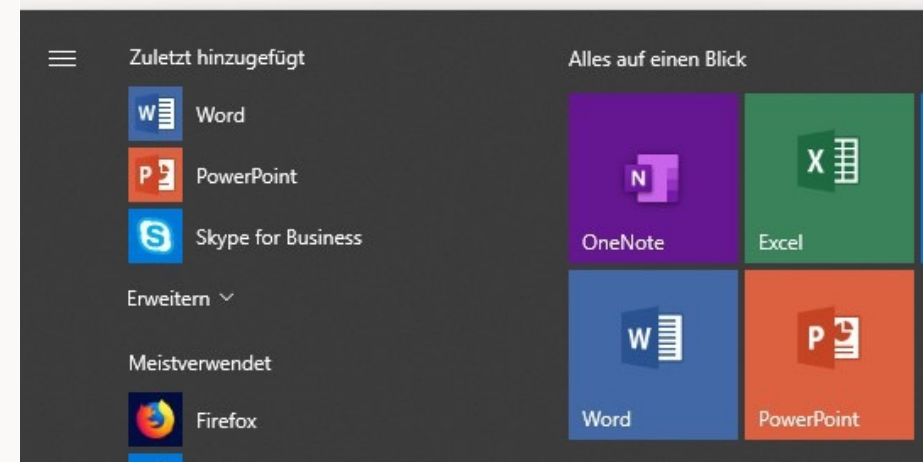 Zuletzt hinzugefügt
Word
PowerPoint
Skype for Business
Erweitern
Meistverwendet
Firefox
Alles auf einen Blick
OneNote
Excel
Word
PowerPoint